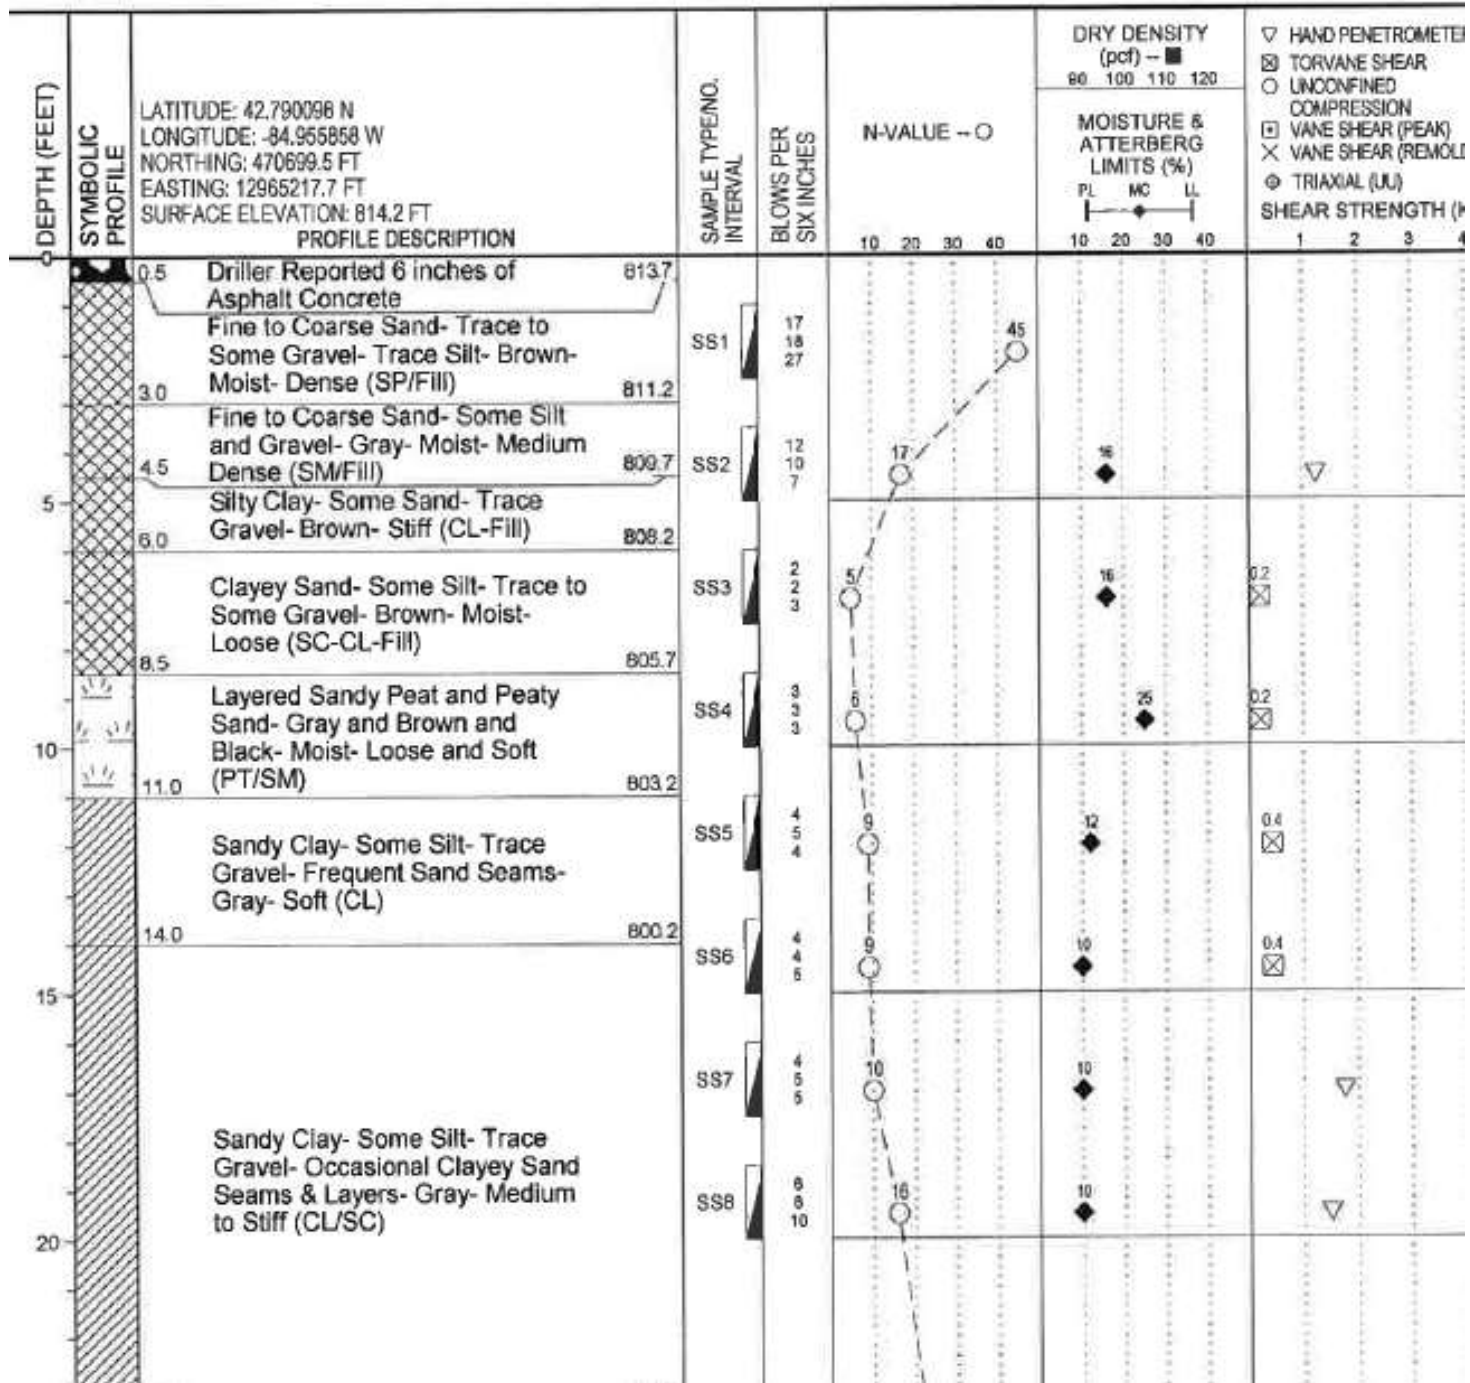 DEPTH (FEET)
SYMBOLIC
PROFILE
LATITUDE: 42.790096 N
LONGITUDE: -84.955858 W
NORTHING: 470699.5 FT
EASTING: 12965217.7 FT
SURFACE ELEVATION: 814.2 FT
PROFILE DESCRIPTION
SAMPLE TYPE/NO.
INTERVAL
BLOWS PER
SIX INCHES
N-VALUE -- O
10 20 30 40
DRY DENSITY
(pcf) -- ■
90 100 110 120
MOISTURE &
ATTERBERG
LIMITS (%)
PL MC LL
10 20 30 40
▽ HAND PENETROMETER
⊠ TORVANE SHEAR
○ UNCONFINED
COMPRESSION
⊡ VANE SHEAR (PEAK)
✕ VANE SHEAR (REMOLD
TRIAXIAL (UU)
SHEAR STRENGTH (K
1 2 3 4
0
0.5 Driller Reported 6 inches of 813.7
Asphalt Concrete
Fine to Coarse Sand- Trace to
Some Gravel- Trace Silt- Brown-
3.0 Moist- Dense (SP/Fill) 811.2
SS1
17
18
27
45
Fine to Coarse Sand- Some Silt
and Gravel- Gray- Moist- Medium
4.5 Dense (SM/Fill) 809.7
SS2
12
10
7
17
16
5
Silty Clay- Some Sand- Trace
Gravel- Brown- Stiff (CL-Fill)
6.0 808.2
Clayey Sand- Some Silt- Trace to
Some Gravel- Brown- Moist-
Loose (SC-CL-Fill)
8.5 805.7
SS3
2
2
3
5
16
0.2
Layered Sandy Peat and Peaty
Sand- Gray and Brown and
Black- Moist- Loose and Soft
11.0 (PT/SM) 803.2
SS4
3
3
3
6
25
0.2
10
Sandy Clay- Some Silt- Trace
Gravel- Frequent Sand Seams-
Gray- Soft (CL)
14.0 800.2
SS5
4
5
4
9
12
0.4
SS6
4
4
5
9
10
0.4
15
SS7
4
5
5
10
10
Sandy Clay- Some Silt- Trace
Gravel- Occasional Clayey Sand
Seams & Layers- Gray- Medium
to Stiff (CL/SC)
SS8
10
16
10
20